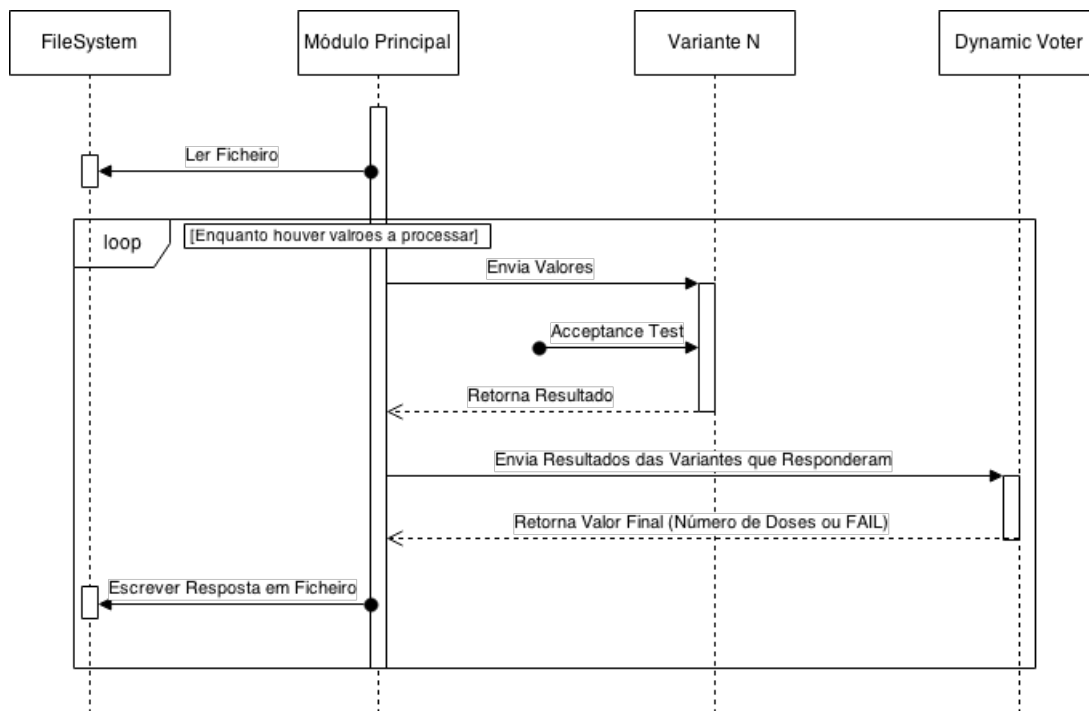 FileSystem
Módulo Principal
Variante N
Dynamic Voter
Ler Ficheiro
loop
[Enquanto houver valroes a processar]
Envia Valores
Acceptance Test
Retorna Resultado
Envia Resultados das Variantes que Responderam
Retorna Valor Final (Número de Doses ou FAIL)
Escrever Resposta em Ficheiro